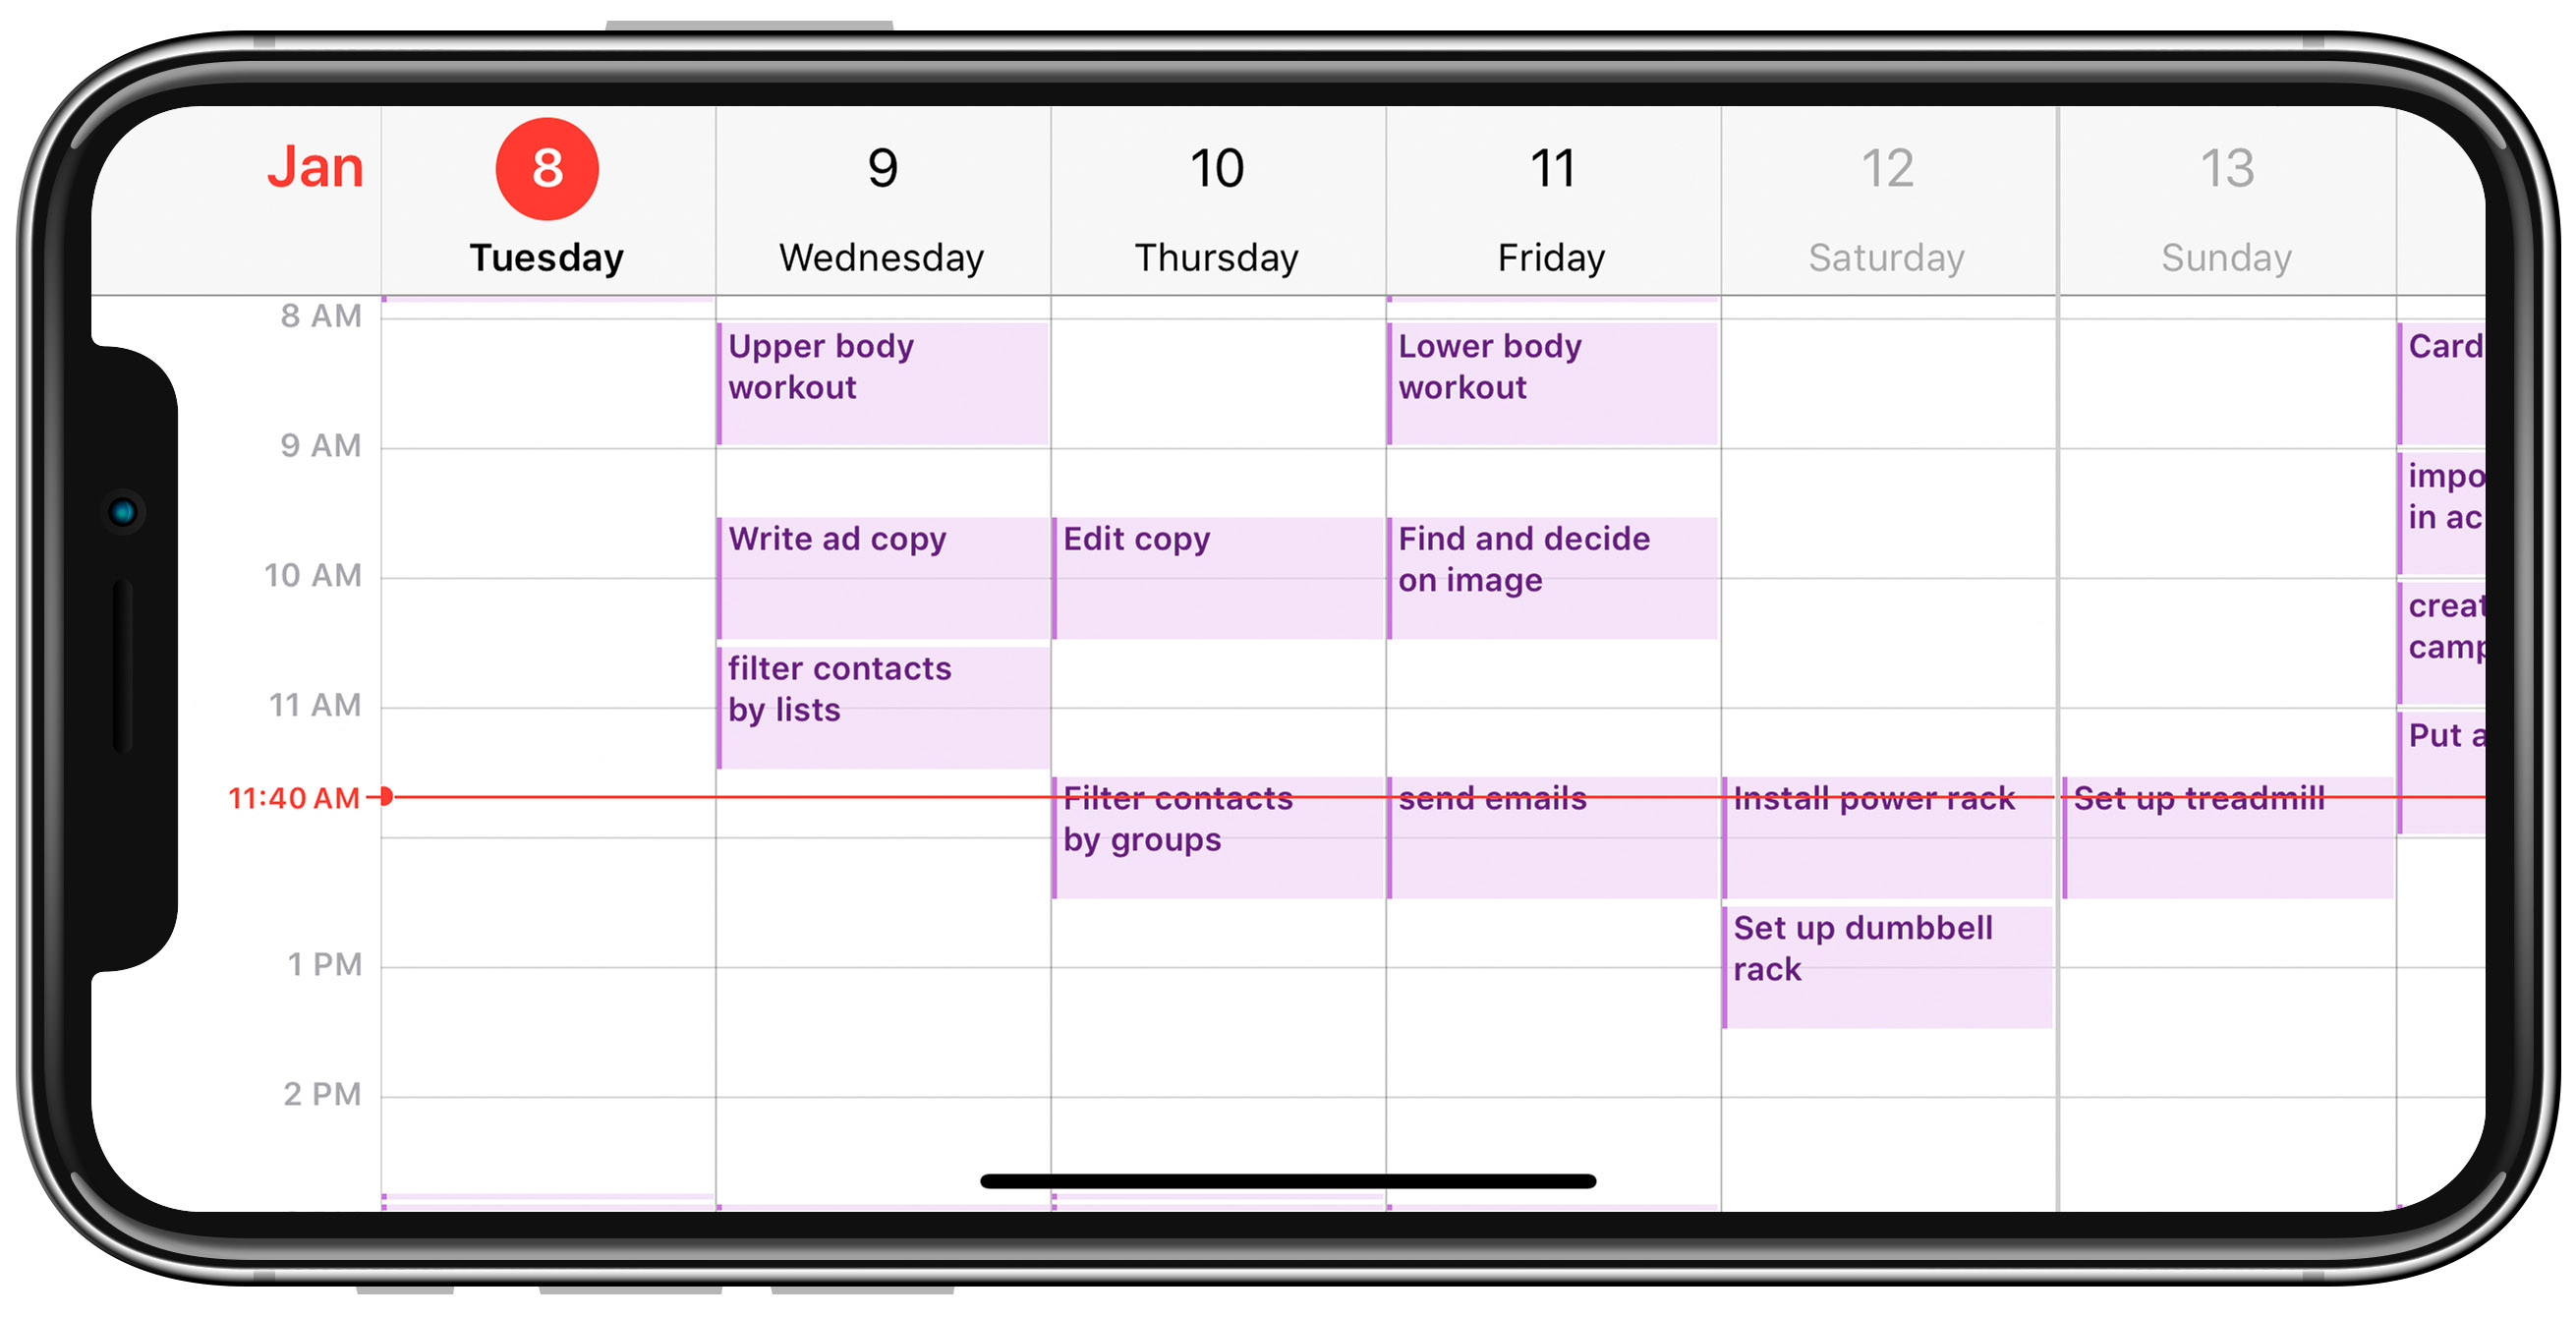 Jan
8
9
10
11
12
13
Tuesday
Wednesday
Thursday
Friday
Saturday
Sunday
8 AM
Upper body
workout
Lower body
workout
Card
9 AM
impo
in ac
Write ad copy
Edit copy
Find and decide
on image
10 AM
creat
camp
filter contacts
by lists
11 AM
Put a
11:40 AM
Filter contacts
by groups
send emails
Install power rack
Set up treadmill
Set up dumbbell
rack
1 PM
2 PM